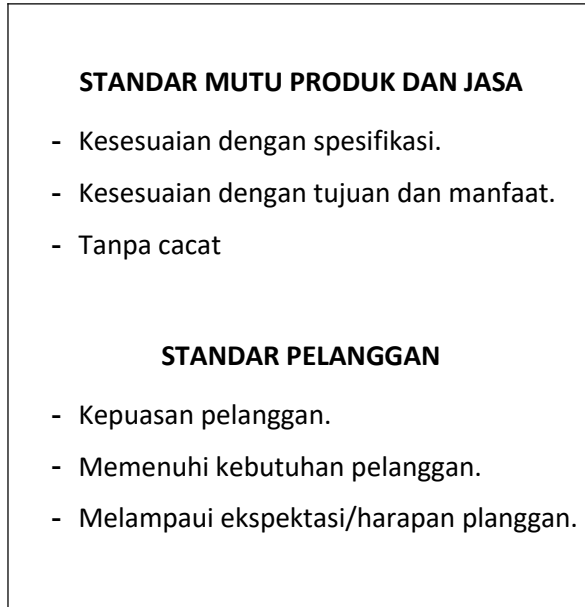 STANDAR MUTU PRODUK DAN JASA
- Kesesuaian dengan spesifikasi.
- Kesesuaian dengan tujuan dan manfaat.
- Tanpa cacat
STANDAR PELANGGAN
- Kepuasan pelanggan.
- Memenuhi kebutuhan pelanggan.
- Melampaui ekspektasi/harapan planggan.